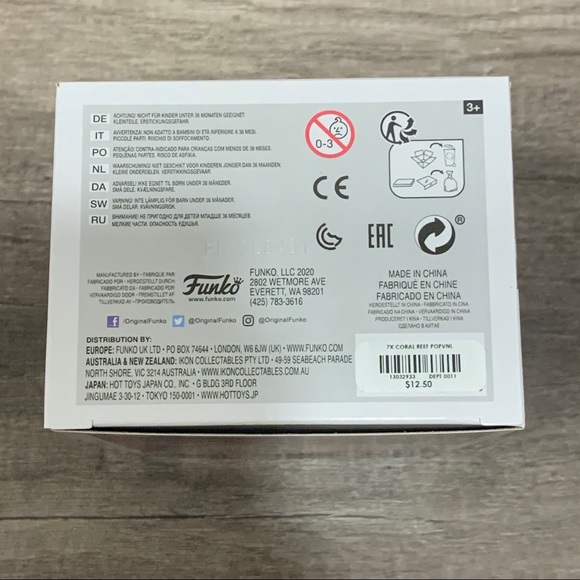 3+
DE ACHTUNG! NICHT FÜR KINDER UNTER 36 MONATEN GEEIGNET.
KLEINTEILE. ERSTICKUNGSGEFAHR.
IT AVVERTENZA! NON ADATTO A BAMBINI DI ETÀ INFERIORE A 36 MESI.
PICCOLE PARTI. RISCHIO DI SOFFOCAMENTO.
PO ATENÇÃO! CONTRA-INDICADO PARA CRIANÇAS COM MENOS DE 36 MESES.
PEQUENAS PARTES. RISCO DE ASFIXIA.
NL WAARSCHUWING! NIET GESCHIKT VOOR KINDEREN JONGER DAN 36 MAANDEN.
KLEINE ONDERDELEN. VERSTIKKINGSGEVAAR.
DA ADVARSEL! IKKE EGNET TIL BØRN UNDER 36 MÅNEDER.
SMÅ DELE. KVÆLNINGSFARE.
SW VARNING! INTE LÄMPLIG FÖR BARN UNDER 36 MÅNADER.
SMÅ DELAR. KVÄVNINGSRISK.
RU ВНИМАНИЕ! НЕ ПРИГОДНО ДЛЯ ДЕТЕЙ МЛАДШЕ 36 МЕСЯЦЕВ.
МЕЛКИЕ ЧАСТИ. ОПАСНОСТЬ УДУШЬЯ.
0-3
CE
EAC
®
MANUFACTURED BY • FABRIQUÉ PAR
FABRICADO POR • HERGESTELLT DURCH
FABRICADO DA • FABRICADO POR
VERVAARDIGD DOOR • FREMSTILLET AF
TILLVERKAD AV • ПРОИЗВОДИТЕЛЬ
Funko
www.funko.com
FUNKO, LLC 2020
2802 WETMORE AVE
EVERETT, WA 98201
(425) 783-3616
MADE IN CHINA
FABRIQUÉ EN CHINE
FABRICADO EN CHINA
HERGESTELLT IN CHINA • FABBRICATO IN CINA
FABRICADO NA CHINA • VERVAARDIGD IN CHINA
PRODUCERET I KINA • TILLVERKAD I KINA
СДЕЛАНО В КИТАЕ
/OriginalFunko @OriginalFunko @OriginalFunko
DISTRIBUTION BY:
EUROPE: FUNKO UK LTD • PO BOX 74644 • LONDON, W6 6JW (UK) • WWW.FUNKO.COM
AUSTRALIA & NEW ZEALAND: IKON COLLECTABLES PTY LTD • 49-59 SEABEACH PARADE
NORTH SHORE, VIC 3214 AUSTRALIA • WWW.IKONCOLLECTABLES.COM.AU
JAPAN: HOT TOYS JAPAN CO., INC. • G BLDG 3RD FLOOR
JINGUMAE 3-30-12 • TOKYO 150-0001 • WWW.HOTTOYS.JP
7X CORAL REEF POPVNL
13032933 DEPT 0011
$12.50